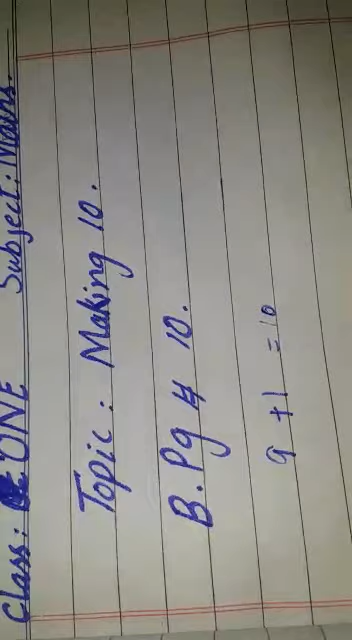 Class: ONE Subject: Maths.
Topic: Making 10.
B.Pg # 10.
9 + 1 = 10